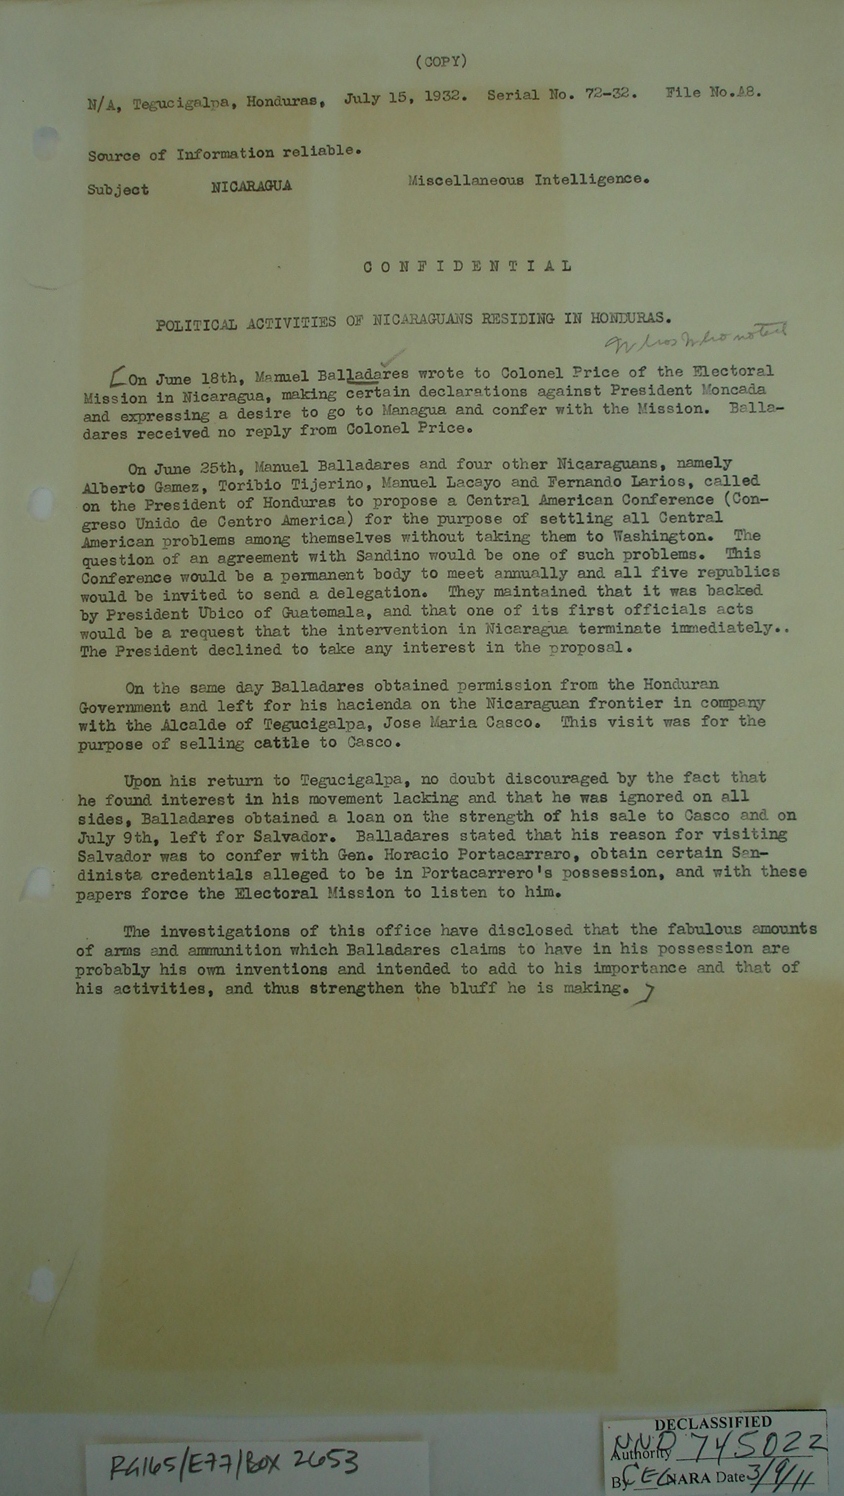 (COPY)
N/A, Tegucigalpa, Honduras, July 15, 1932. Serial No. 72-32. File No.A8.
Source of Information reliable.
Subject NICARAGUA Miscellaneous Intelligence.
C O N F I D E N T I A L
POLITICAL ACTIVITIES OF NICARAGUANS RESIDING IN HONDURAS.
Whos Who noted
On June 18th, Manuel Balladares wrote to Colonel Price of the Electoral
Mission in Nicaragua, making certain declarations against President Moncada
and expressing a desire to go to Managua and confer with the Mission. Balla-
dares received no reply from Colonel Price.
On June 25th, Manuel Balladares and four other Nicaraguans, namely
Alberto Gamez, Toribio Tijerino, Manuel Lacayo and Fernando Larios, called
on the President of Honduras to propose a Central American Conference (Con-
greso Unido de Centro America) for the purpose of settling all Central
American problems among themselves without taking them to Washington. The
question of an agreement with Sandino would be one of such problems. This
Conference would be a permanent body to meet annually and all five republics
would be invited to send a delegation. They maintained that it was backed
by President Ubico of Guatemala, and that one of its first officials acts
would be a request that the intervention in Nicaragua terminate immediately..
The President declined to take any interest in the proposal.
On the same day Balladares obtained permission from the Honduran
Government and left for his hacienda on the Nicaraguan frontier in company
with the Alcalde of Tegucigalpa, Jose Maria Casco. This visit was for the
purpose of selling cattle to Casco.
Upon his return to Tegucigalpa, no doubt discouraged by the fact that
he found interest in his movement lacking and that he was ignored on all
sides, Balladares obtained a loan on the strength of his sale to Casco and on
July 9th, left for Salvador. Balladares stated that his reason for visiting
Salvador was to confer with Gen. Horacio Portacarraro, obtain certain San-
dinista credentials alleged to be in Portacarrero's possession, and with these
papers force the Electoral Mission to listen to him.
The investigations of this office have disclosed that the fabulous amounts
of arms and ammunition which Balladares claims to have in his possession are
probably his own inventions and intended to add to his importance and that of
his activities, and thus strengthen the bluff he is making.
RG165/E77/BOX 2653
DECLASSIFIED
Authority NND 745022
By NARA Date 3/9/11